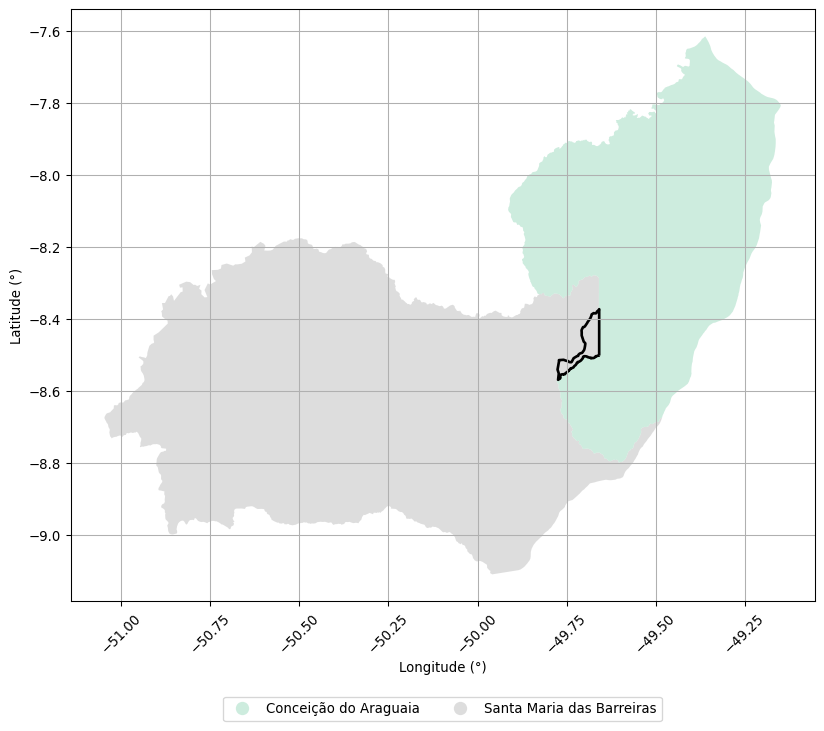 −7.6
−7.8
−8.0
−8.2
−8.4
−8.6
−8.8
−9.0
Latitude (°)
−51.00 −50.75 −50.50 −50.25 −50.00 −49.75 −49.50 −49.25
Longitude (°)
Conceição do Araguaia Santa Maria das Barreiras